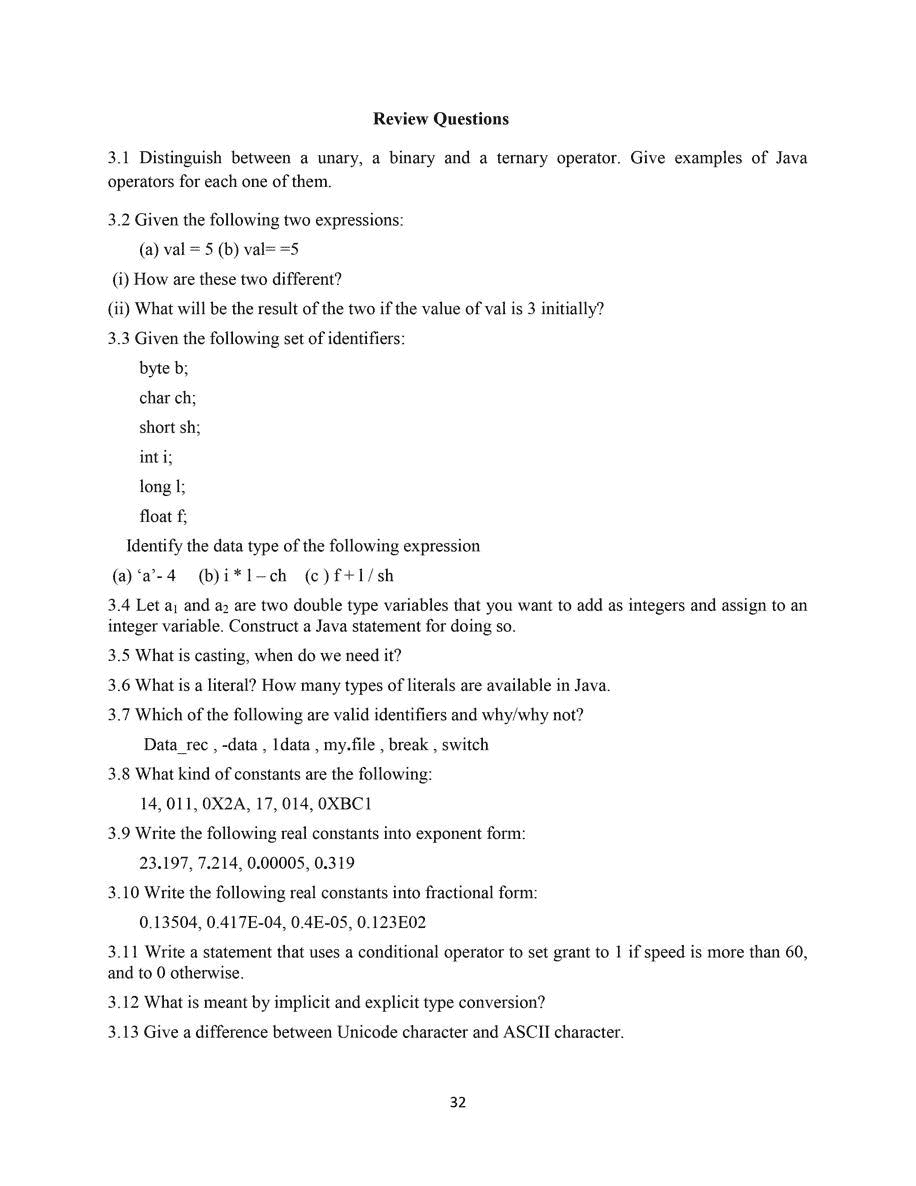 Review Questions
3.1 Distinguish between a unary, a binary and a ternary operator. Give examples of Java
operators for each one of them.
3.2 Given the following two expressions:
(a) val = 5 (b) val= =5
(i) How are these two different?
(ii) What will be the result of the two if the value of val is 3 initially?
3.3 Given the following set of identifiers:
byte b;
char ch;
short sh;
int i;
long l;
float f;
Identify the data type of the following expression
(a) ‘a’- 4 (b) i * l – ch (c ) f + l / sh
3.4 Let a1 and a2 are two double type variables that you want to add as integers and assign to an
integer variable. Construct a Java statement for doing so.
3.5 What is casting, when do we need it?
3.6 What is a literal? How many types of literals are available in Java.
3.7 Which of the following are valid identifiers and why/why not?
Data_rec , -data , 1data , my.file , break , switch
3.8 What kind of constants are the following:
14, 011, 0X2A, 17, 014, 0XBC1
3.9 Write the following real constants into exponent form:
23.197, 7.214, 0.00005, 0.319
3.10 Write the following real constants into fractional form:
0.13504, 0.417E-04, 0.4E-05, 0.123E02
3.11 Write a statement that uses a conditional operator to set grant to 1 if speed is more than 60,
and to 0 otherwise.
3.12 What is meant by implicit and explicit type conversion?
3.13 Give a difference between Unicode character and ASCII character.
32